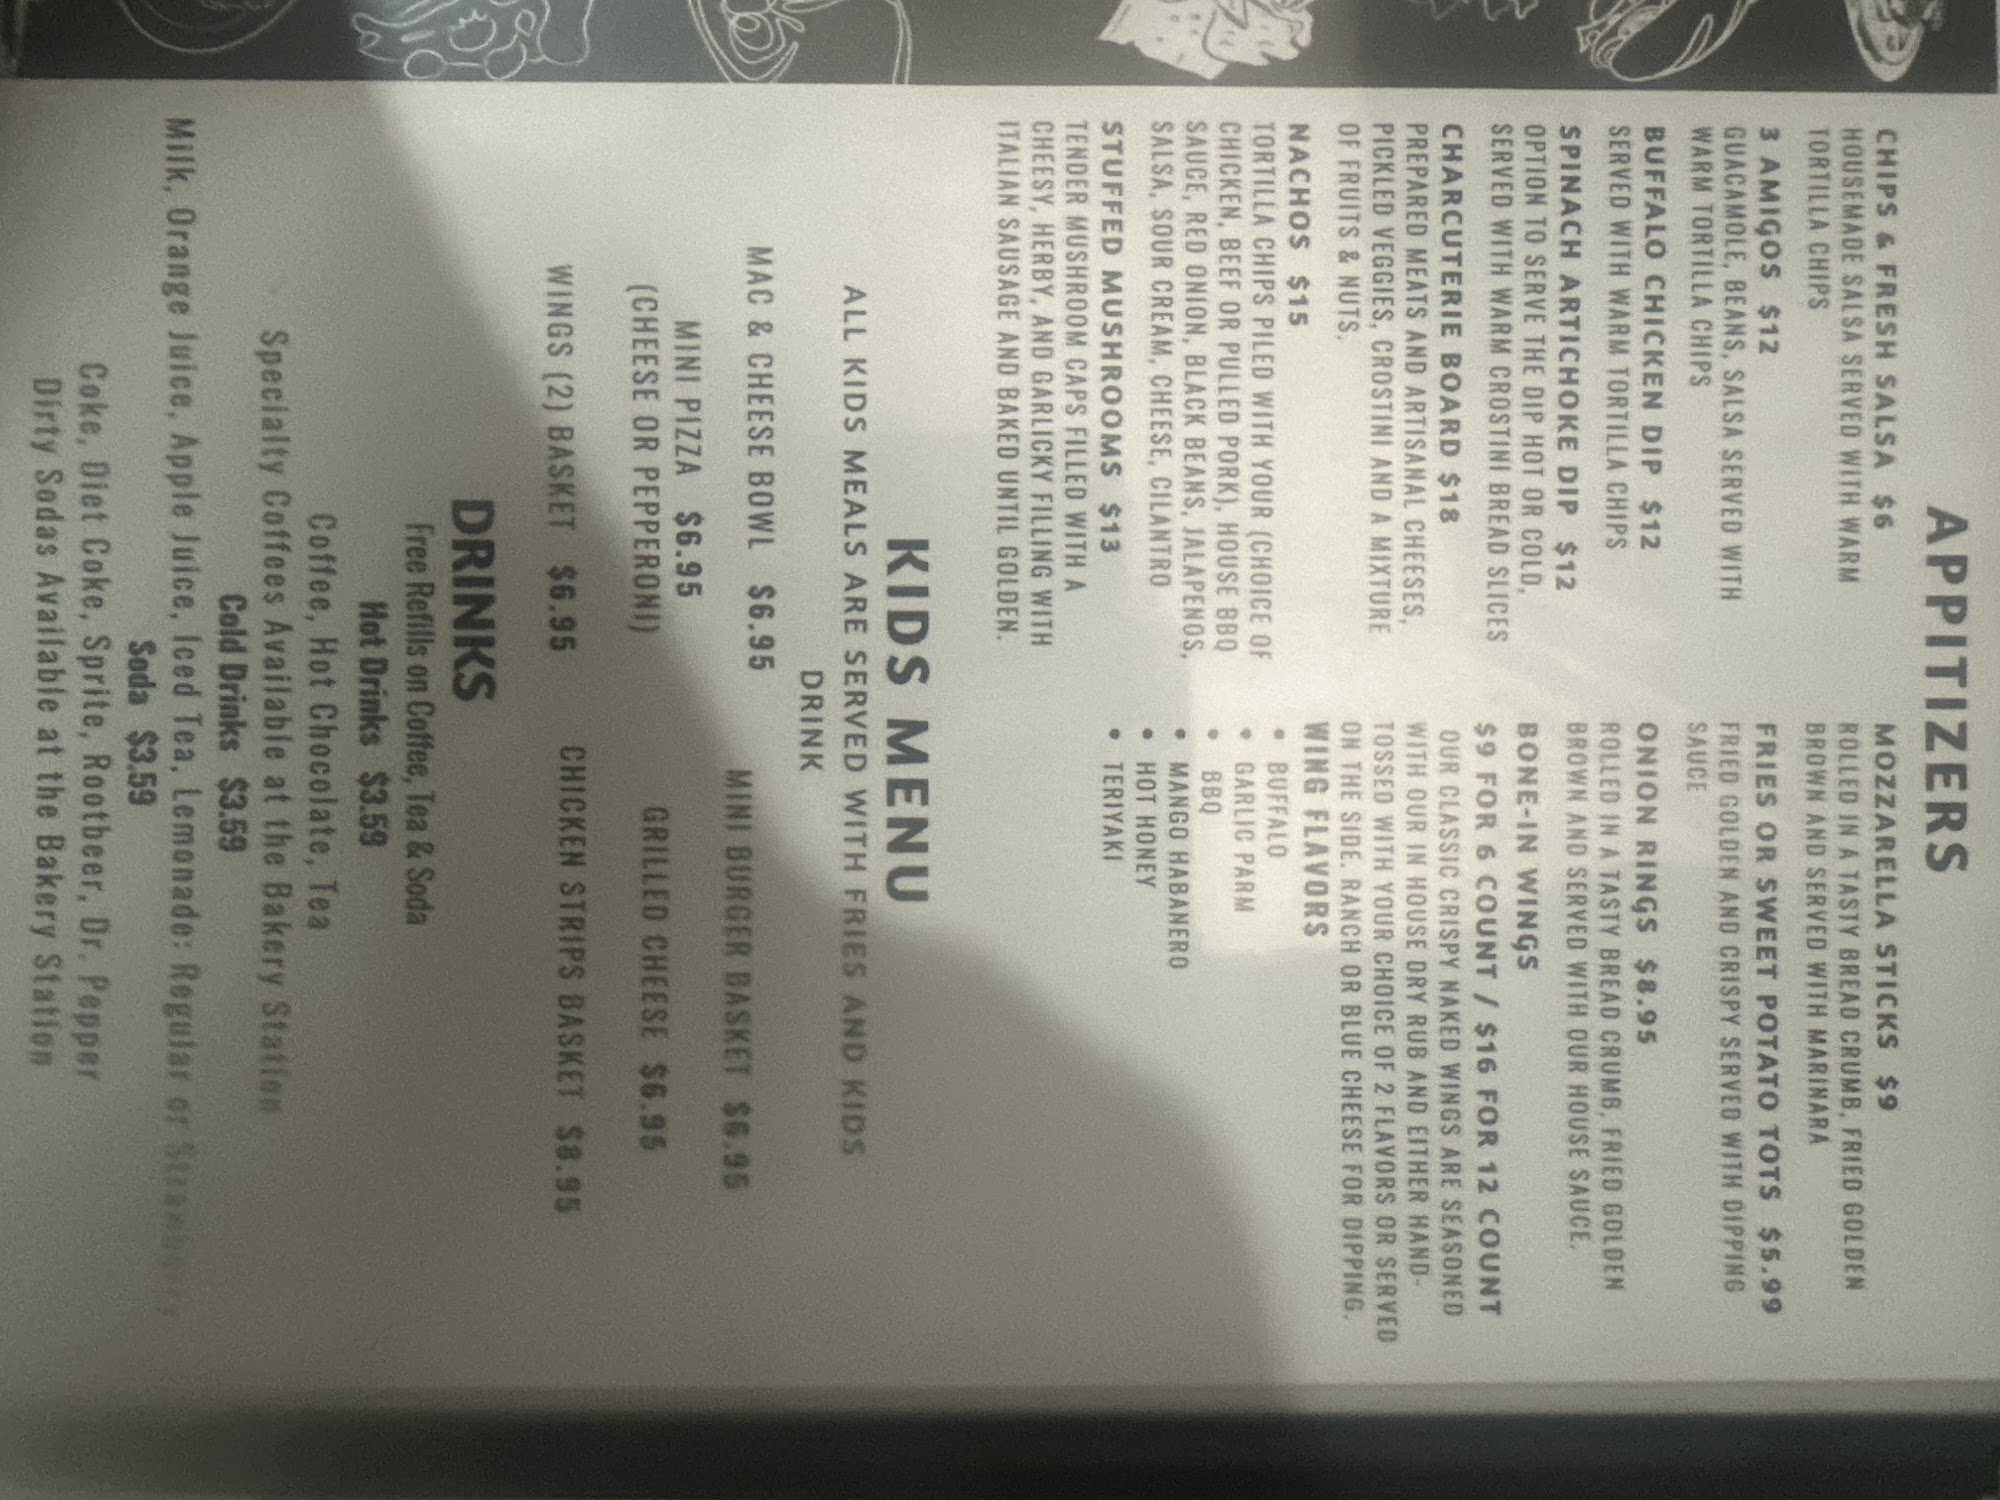 APPITIZERS
CHIPS & FRESH SALSA $6
HOUSEMADE SALSA SERVED WITH WARM
TORTILLA CHIPS
3 AMIGOS $12
GUACAMOLE, BEANS, SALSA SERVED WITH
WARM TORTILLA CHIPS
BUFFALO CHICKEN DIP $12
SERVED WITH WARM TORTILLA CHIPS
SPINACH ARTICHOKE DIP $12
OPTION TO SERVE THE DIP HOT OR COLD,
SERVED WITH WARM CROSTINI BREAD SLICES
CHARCUTERIE BOARD $18
PREPARED MEATS AND ARTISANAL CHEESES,
PICKLED VEGGIES, CROSTINI AND A MIXTURE
OF FRUITS & NUTS.
NACHOS $15
TORTILLA CHIPS PILED WITH YOUR (CHOICE OF
CHICKEN, BEEF OR PULLED PORK), HOUSE BBQ
SAUCE, RED ONION, BLACK BEANS, JALAPENOS,
SALSA, SOUR CREAM, CHEESE, CILANTRO
STUFFED MUSHROOMS $13
TENDER MUSHROOM CAPS FILLED WITH A
CHEESY, HERBY, AND GARLICKY FILING WITH
ITALIAN SAUSAGE AND BAKED UNTIL GOLDEN.
MOZZARELLA STICKS $9
ROLLED IN A TASTY BREAD CRUMB, FRIED GOLDEN
BROWN AND SERVED WITH MARINARA
FRIES OR SWEET POTATO TOTS $5.99
FRIED GOLDEN AND CRISPY SERVED WITH DIPPING
SAUCE
ONION RINGS $8.95
ROLLED IN A TASTY BREAD CRUMB, FRIED GOLDEN
BROWN AND SERVED WITH OUR HOUSE SAUCE.
BONE-IN WINGS
$9 FOR 6 COUNT / $16 FOR 12 COUNT
OUR CLASSIC CRISPY NAKED WINGS ARE SEASONED
WITH OUR IN HOUSE DRY RUB AND EITHER HAND-
TOSSED WITH YOUR CHOICE OF 2 FLAVORS OR SERVED
ON THE SIDE. RANCH OR BLUE CHEESE FOR DIPPING.
WING FLAVORS
• BUFFALO
• GARLIC PARM
• BBQ
• MANGO HABANERO
• HOT HONEY
• TERIYAKI
KIDS MENU
ALL KIDS MEALS ARE SERVED WITH FRIES AND KIDS
DRINK
MAC & CHEESE BOWL $6.95
MINI PIZZA $6.95
(CHEESE OR PEPPERONI)
WINGS (2) BASKET $6.95
MINI BURGER BASKET $6.95
GRILLED CHEESE $6.95
CHICKEN STRIPS BASKET $8.95
DRINKS
Free Refills on Coffee, Tea & Soda
Hot Drinks $3.59
Coffee, Hot Chocolate, Tea
Specialty Coffees Available at the Bakery Station
Cold Drinks $3.59
Milk, Orange Juice, Apple Juice, Iced Tea, Lemonade: Regular or Strawberry
Soda $3.59
Coke, Diet Coke, Sprite, Rootbeer, Dr. Pepper
Dirty Sodas Available at the Bakery Station